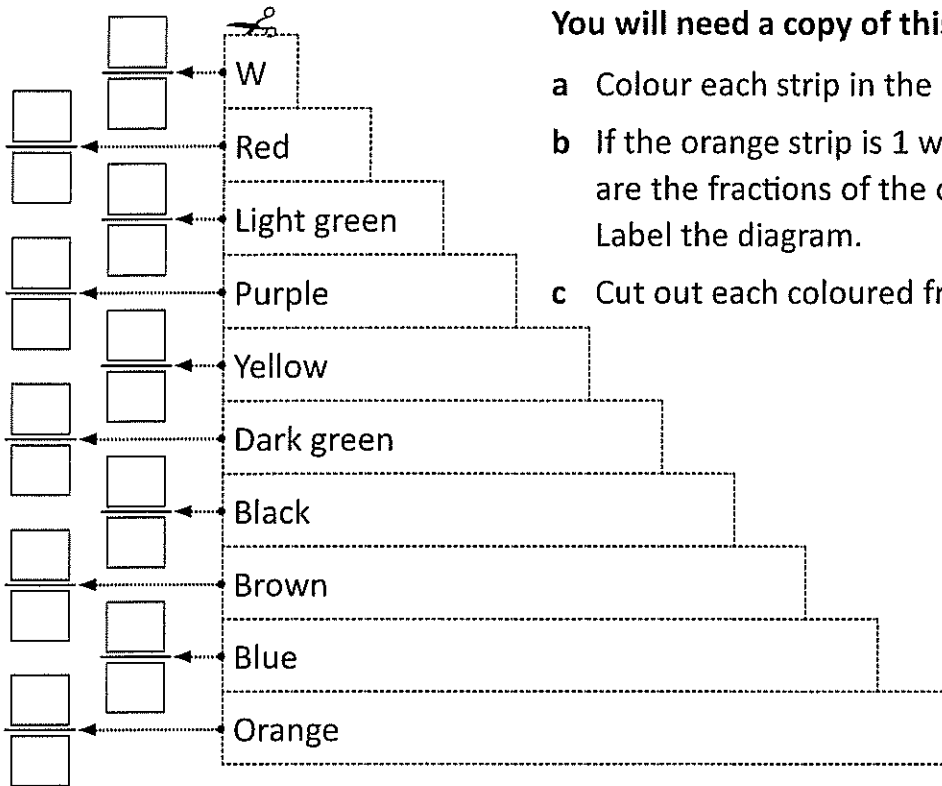 You will need a copy of this
a Colour each strip in the
b If the orange strip is 1 w
are the fractions of the
Label the diagram.
c Cut out each coloured fr
W
Red
Light green
Purple
Yellow
Dark green
Black
Brown
Blue
Orange